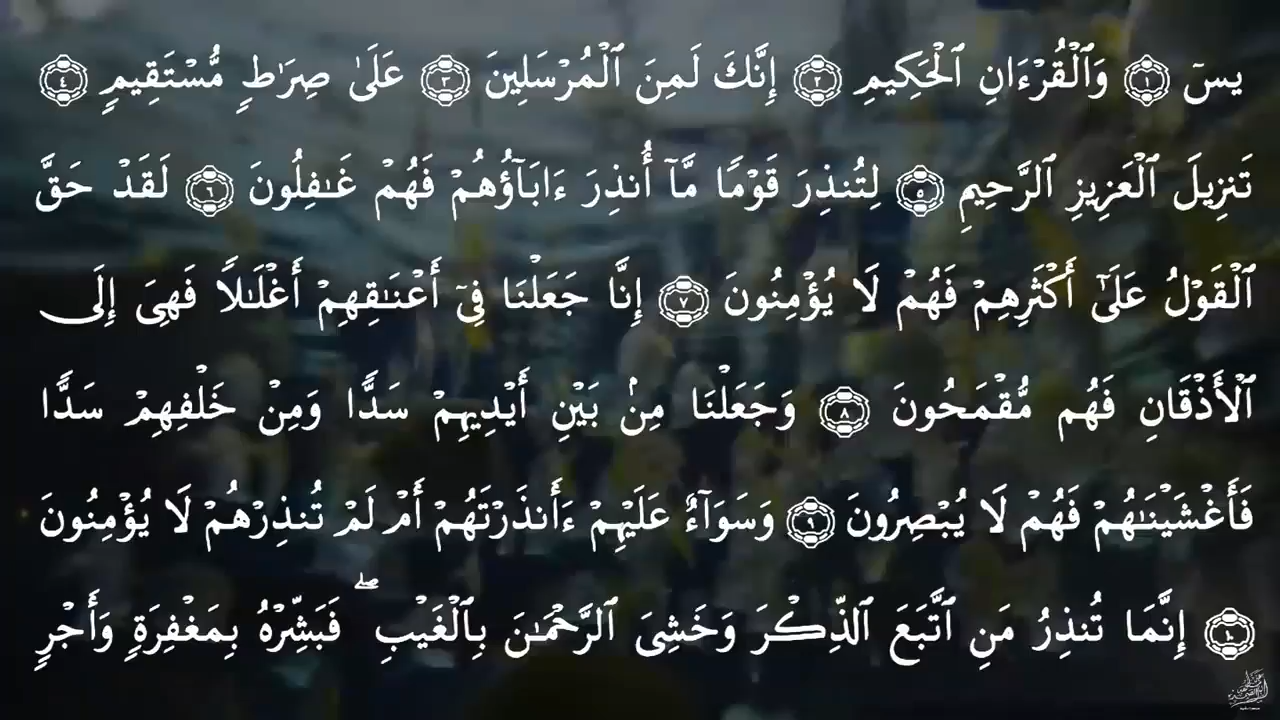 يسٓ ١ وَٱلْقُرْءَانِ ٱلْحَكِيمِ ٢ إِنَّكَ لَمِنَ ٱلْمُرْسَلِينَ ٣ عَلَىٰ صِرَٰطٍ مُّسْتَقِيمٍ ٤
تَنزِيلَ ٱلْعَزِيزِ ٱلرَّحِيمِ ٥ لِتُنذِرَ قَوْمًا مَّآ أُنذِرَ ءَابَآؤُهُمْ فَهُمْ غَـٰفِلُونَ ٦ لَقَدْ حَقَّ
ٱلْقَوْلُ عَلَىٰٓ أَكْثَرِهِمْ فَهُمْ لَا يُؤْمِنُونَ ٧ إِنَّا جَعَلْنَا فِىٓ أَعْنَـٰقِهِمْ أَغْلَـٰلًا فَهِىَ إِلَى
ٱلْأَذْقَانِ فَهُم مُّقْمَحُونَ ٨ وَجَعَلْنَا مِنۢ بَيْنِ أَيْدِيهِمْ سَدًّا وَمِنْ خَلْفِهِمْ سَدًّا
فَأَغْشَيْنَـٰهُمْ فَهُمْ لَا يُبْصِرُونَ ٩ وَسَوَآءٌ عَلَيْهِمْ ءَأَنذَرْتَهُمْ أَمْ لَمْ تُنذِرْهُمْ لَا يُؤْمِنُونَ
١٠ إِنَّمَا تُنذِرُ مَنِ ٱتَّبَعَ ٱلذِّكْرَ وَخَشِىَ ٱلرَّحْمَـٰنَ بِٱلْغَيْبِ ۖ فَبَشِّرْهُ بِمَغْفِرَةٍ وَأَجْرٍ